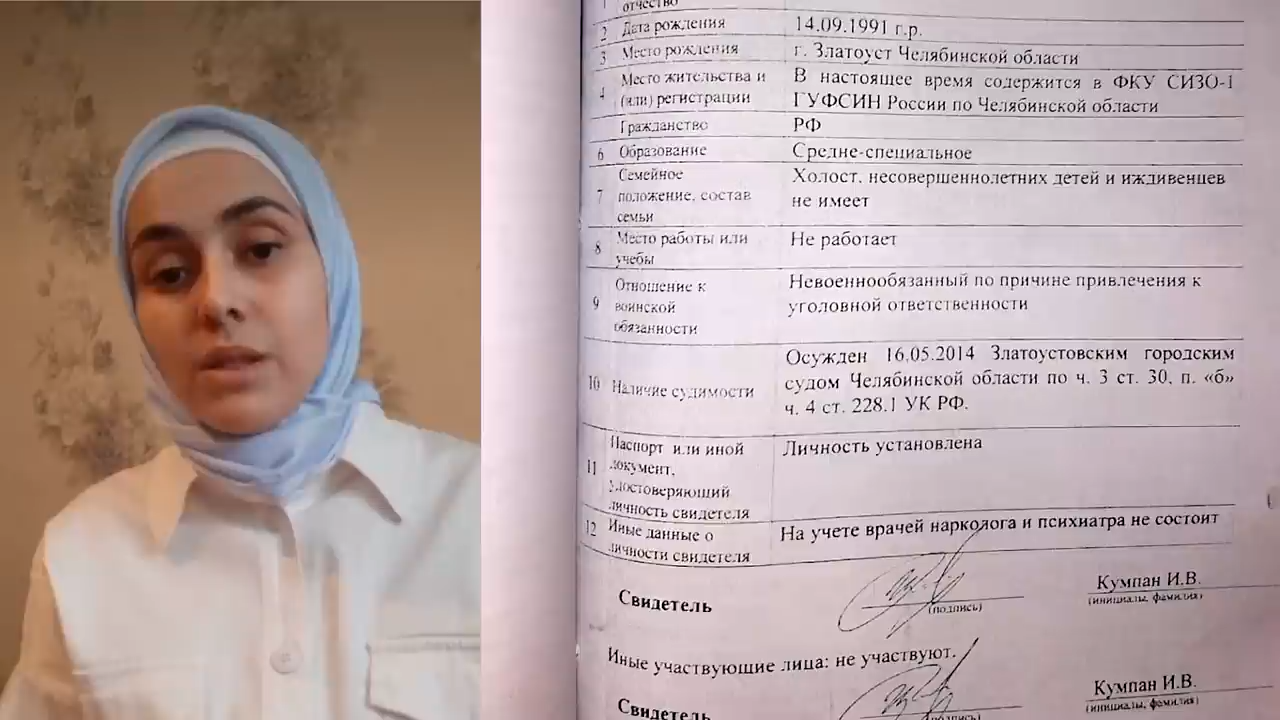 1 отчество
2 Дата рождения 14.09.1991 г.р.
3 Место рождения г. Златоуст Челябинской области
4 Место жительства и (или) регистрации В настоящее время содержится в ФКУ СИЗО-1 ГУФСИН России по Челябинской области
Гражданство РФ
6 Образование Средне-специальное
7 Семейное положение, состав семьи Холост, несовершеннолетних детей и иждивенцев не имеет
8 Место работы или учебы Не работает
9 Отношение к воинской обязанности Невоеннообязанный по причине привлечения к уголовной ответственности
10 Наличие судимости Осужден 16.05.2014 Златоустовским городским судом Челябинской области по ч. 3 ст. 30, п. «б» ч. 4 ст. 228.1 УК РФ.
11 Паспорт или иной документ, удостоверяющий личность свидетеля Личность установлена
12 Иные данные о личности свидетеля На учете врачей нарколога и психиатра не состоит
Свидетель
(подпись)
Кумпан И.В.
(инициалы, фамилия)
Иные участвующие лица: не участвуют.
Свидетель
(подпись)
Кумпан И.В.
(инициалы, фамилия)